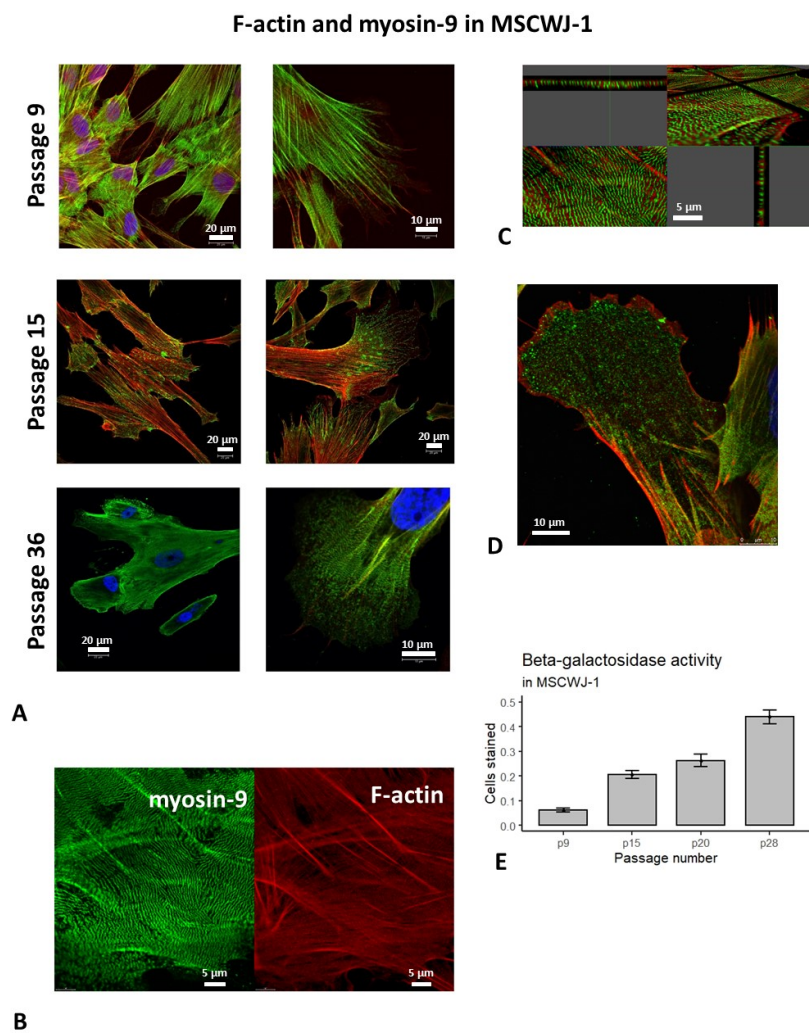 F-actin and myosin-9 in MSCWJ-1
Passage 9
20 µm
10 µm
C
5 µm
Passage 15
20 µm
20 µm
D
10 µm
Passage 36
20 µm
10 µm
A
Beta-galactosidase activity
in MSCWJ-1
Cells stained
0.5
0.4
0.3
0.2
0.1
0.0
p9
p15
p20
p28
Passage number
E
myosin-9
F-actin
5 µm
5 µm
B